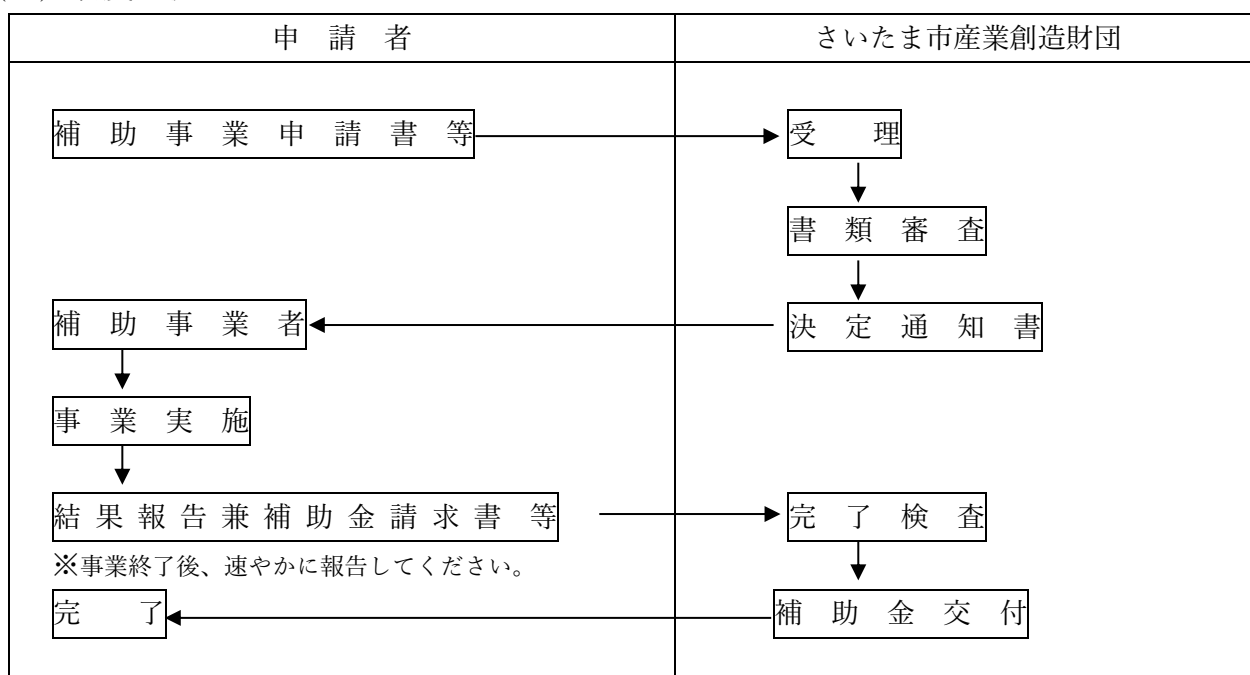 申請者
さいたま市産業創造財団
補助事業申請書等
受理
書類審査
補助事業者
決定通知書
事業実施
結果報告兼補助金請求書等
完了検査
※事業終了後、速やかに報告してください。
完了
補助金交付